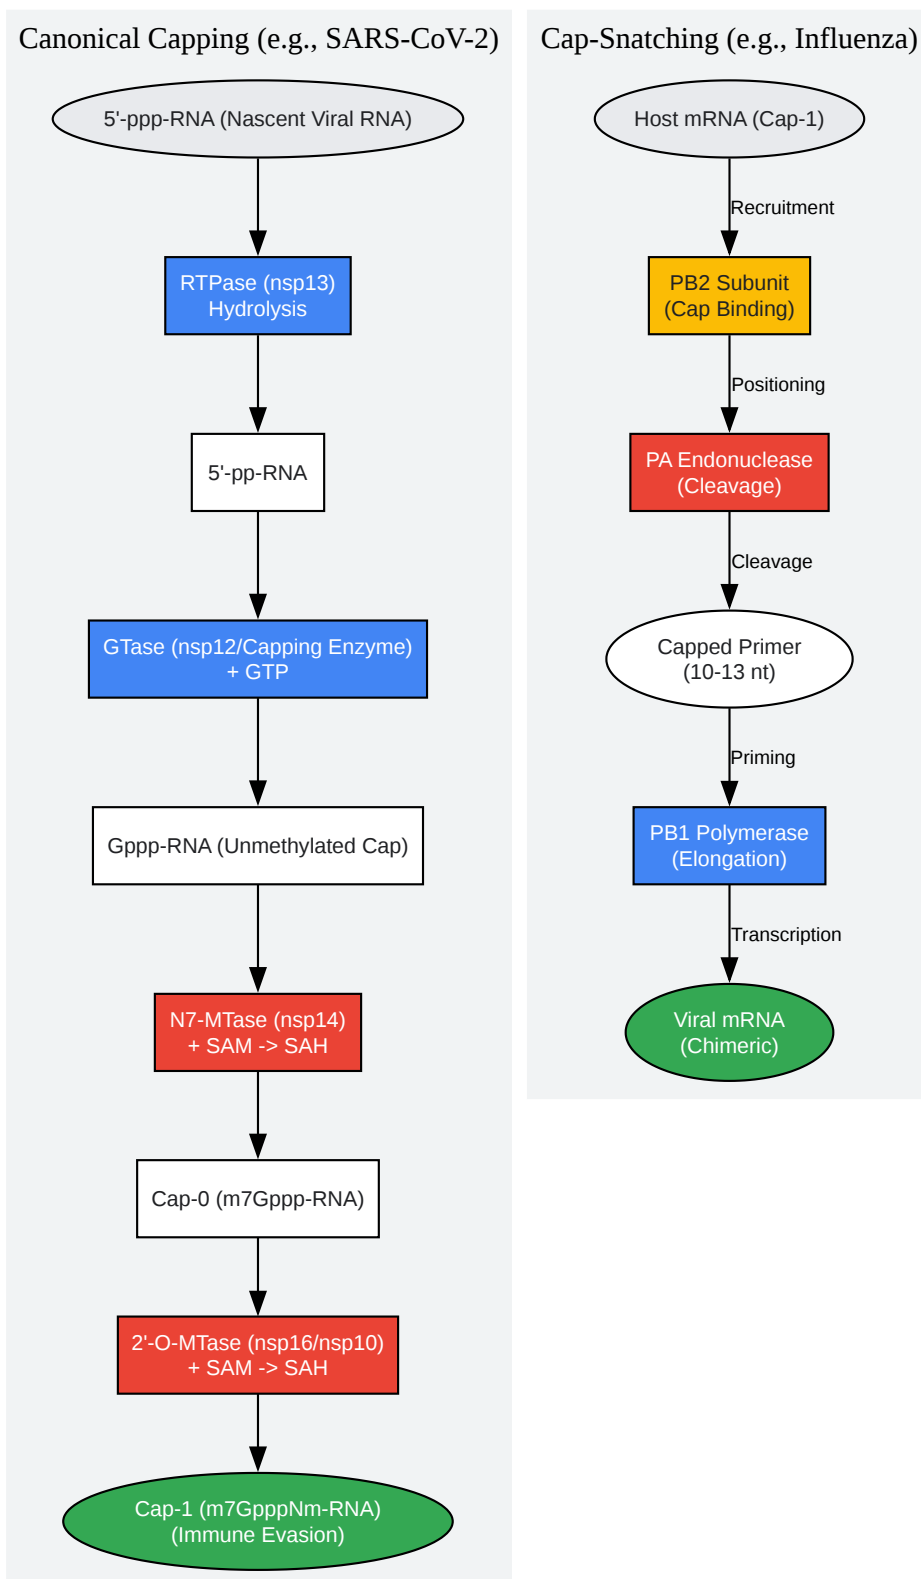 Canonical Capping (e.g., SARS-CoV-2)
5'-ppp-RNA (Nascent Viral RNA)
RTPase (nsp13)
Hydrolysis
5'-pp-RNA
GTase (nsp12/Capping Enzyme)
+ GTP
Gppp-RNA (Unmethylated Cap)
N7-MTase (nsp14)
+ SAM -> SAH
Cap-0 (m7Gppp-RNA)
2'-O-MTase (nsp16/nsp10)
+ SAM -> SAH
Cap-1 (m7GpppNm-RNA)
(Immune Evasion)
Cap-Snatching (e.g., Influenza)
Host mRNA (Cap-1)
Recruitment
PB2 Subunit
(Cap Binding)
Positioning
PA Endonuclease
(Cleavage)
Cleavage
Capped Primer
(10-13 nt)
Priming
PB1 Polymerase
(Elongation)
Transcription
Viral mRNA
(Chimeric)